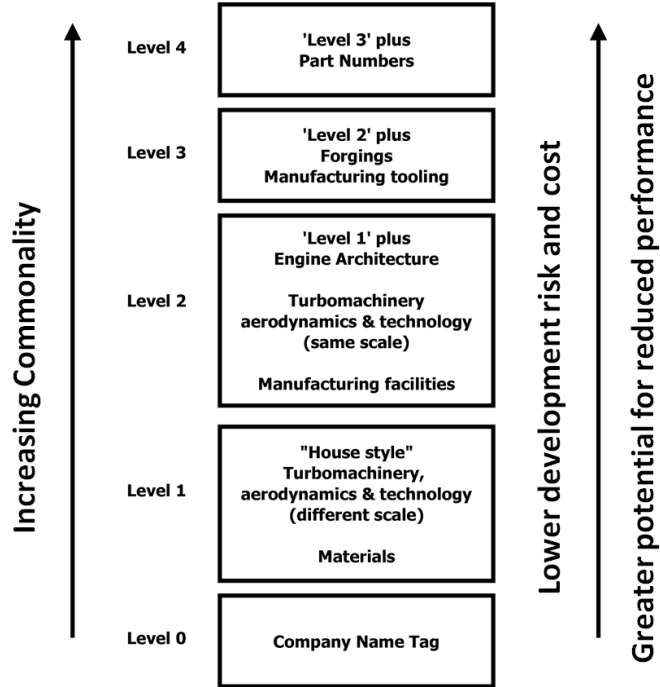 Increasing Commonality
Level 4
'Level 3' plus
Part Numbers
Level 3
'Level 2' plus
Forgings
Manufacturing tooling
Level 2
'Level 1' plus
Engine Architecture
Turbomachinery
aerodynamics & technology
(same scale)
Manufacturing facilities
Level 1
"House style"
Turbomachinery,
aerodynamics & technology
(different scale)
Materials
Level 0
Company Name Tag
Lower development risk and cost
Greater potential for reduced performance